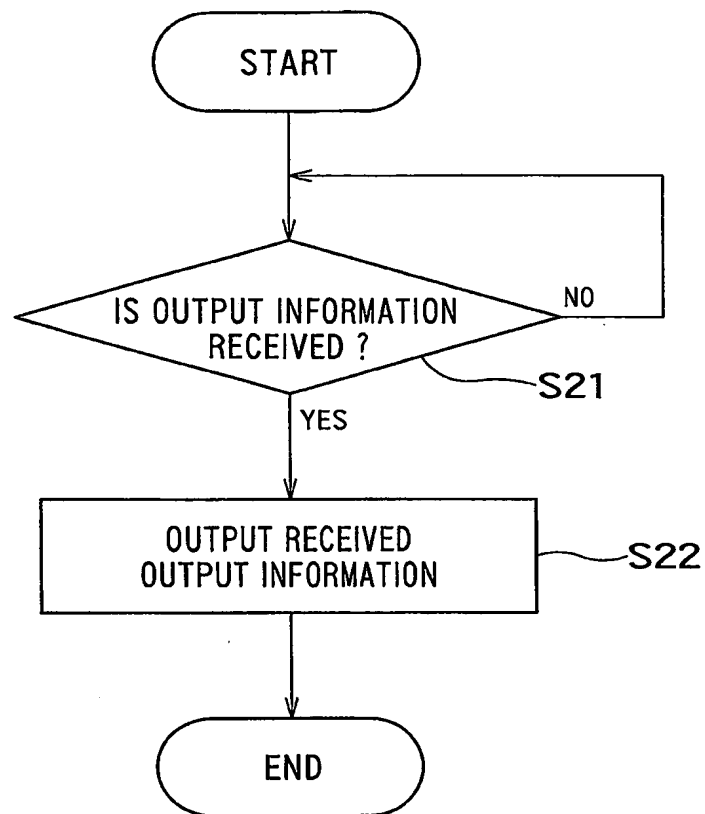 START
IS OUTPUT INFORMATION
RECEIVED ?
NO
S21
YES
OUTPUT RECEIVED
OUTPUT INFORMATION
S22
END